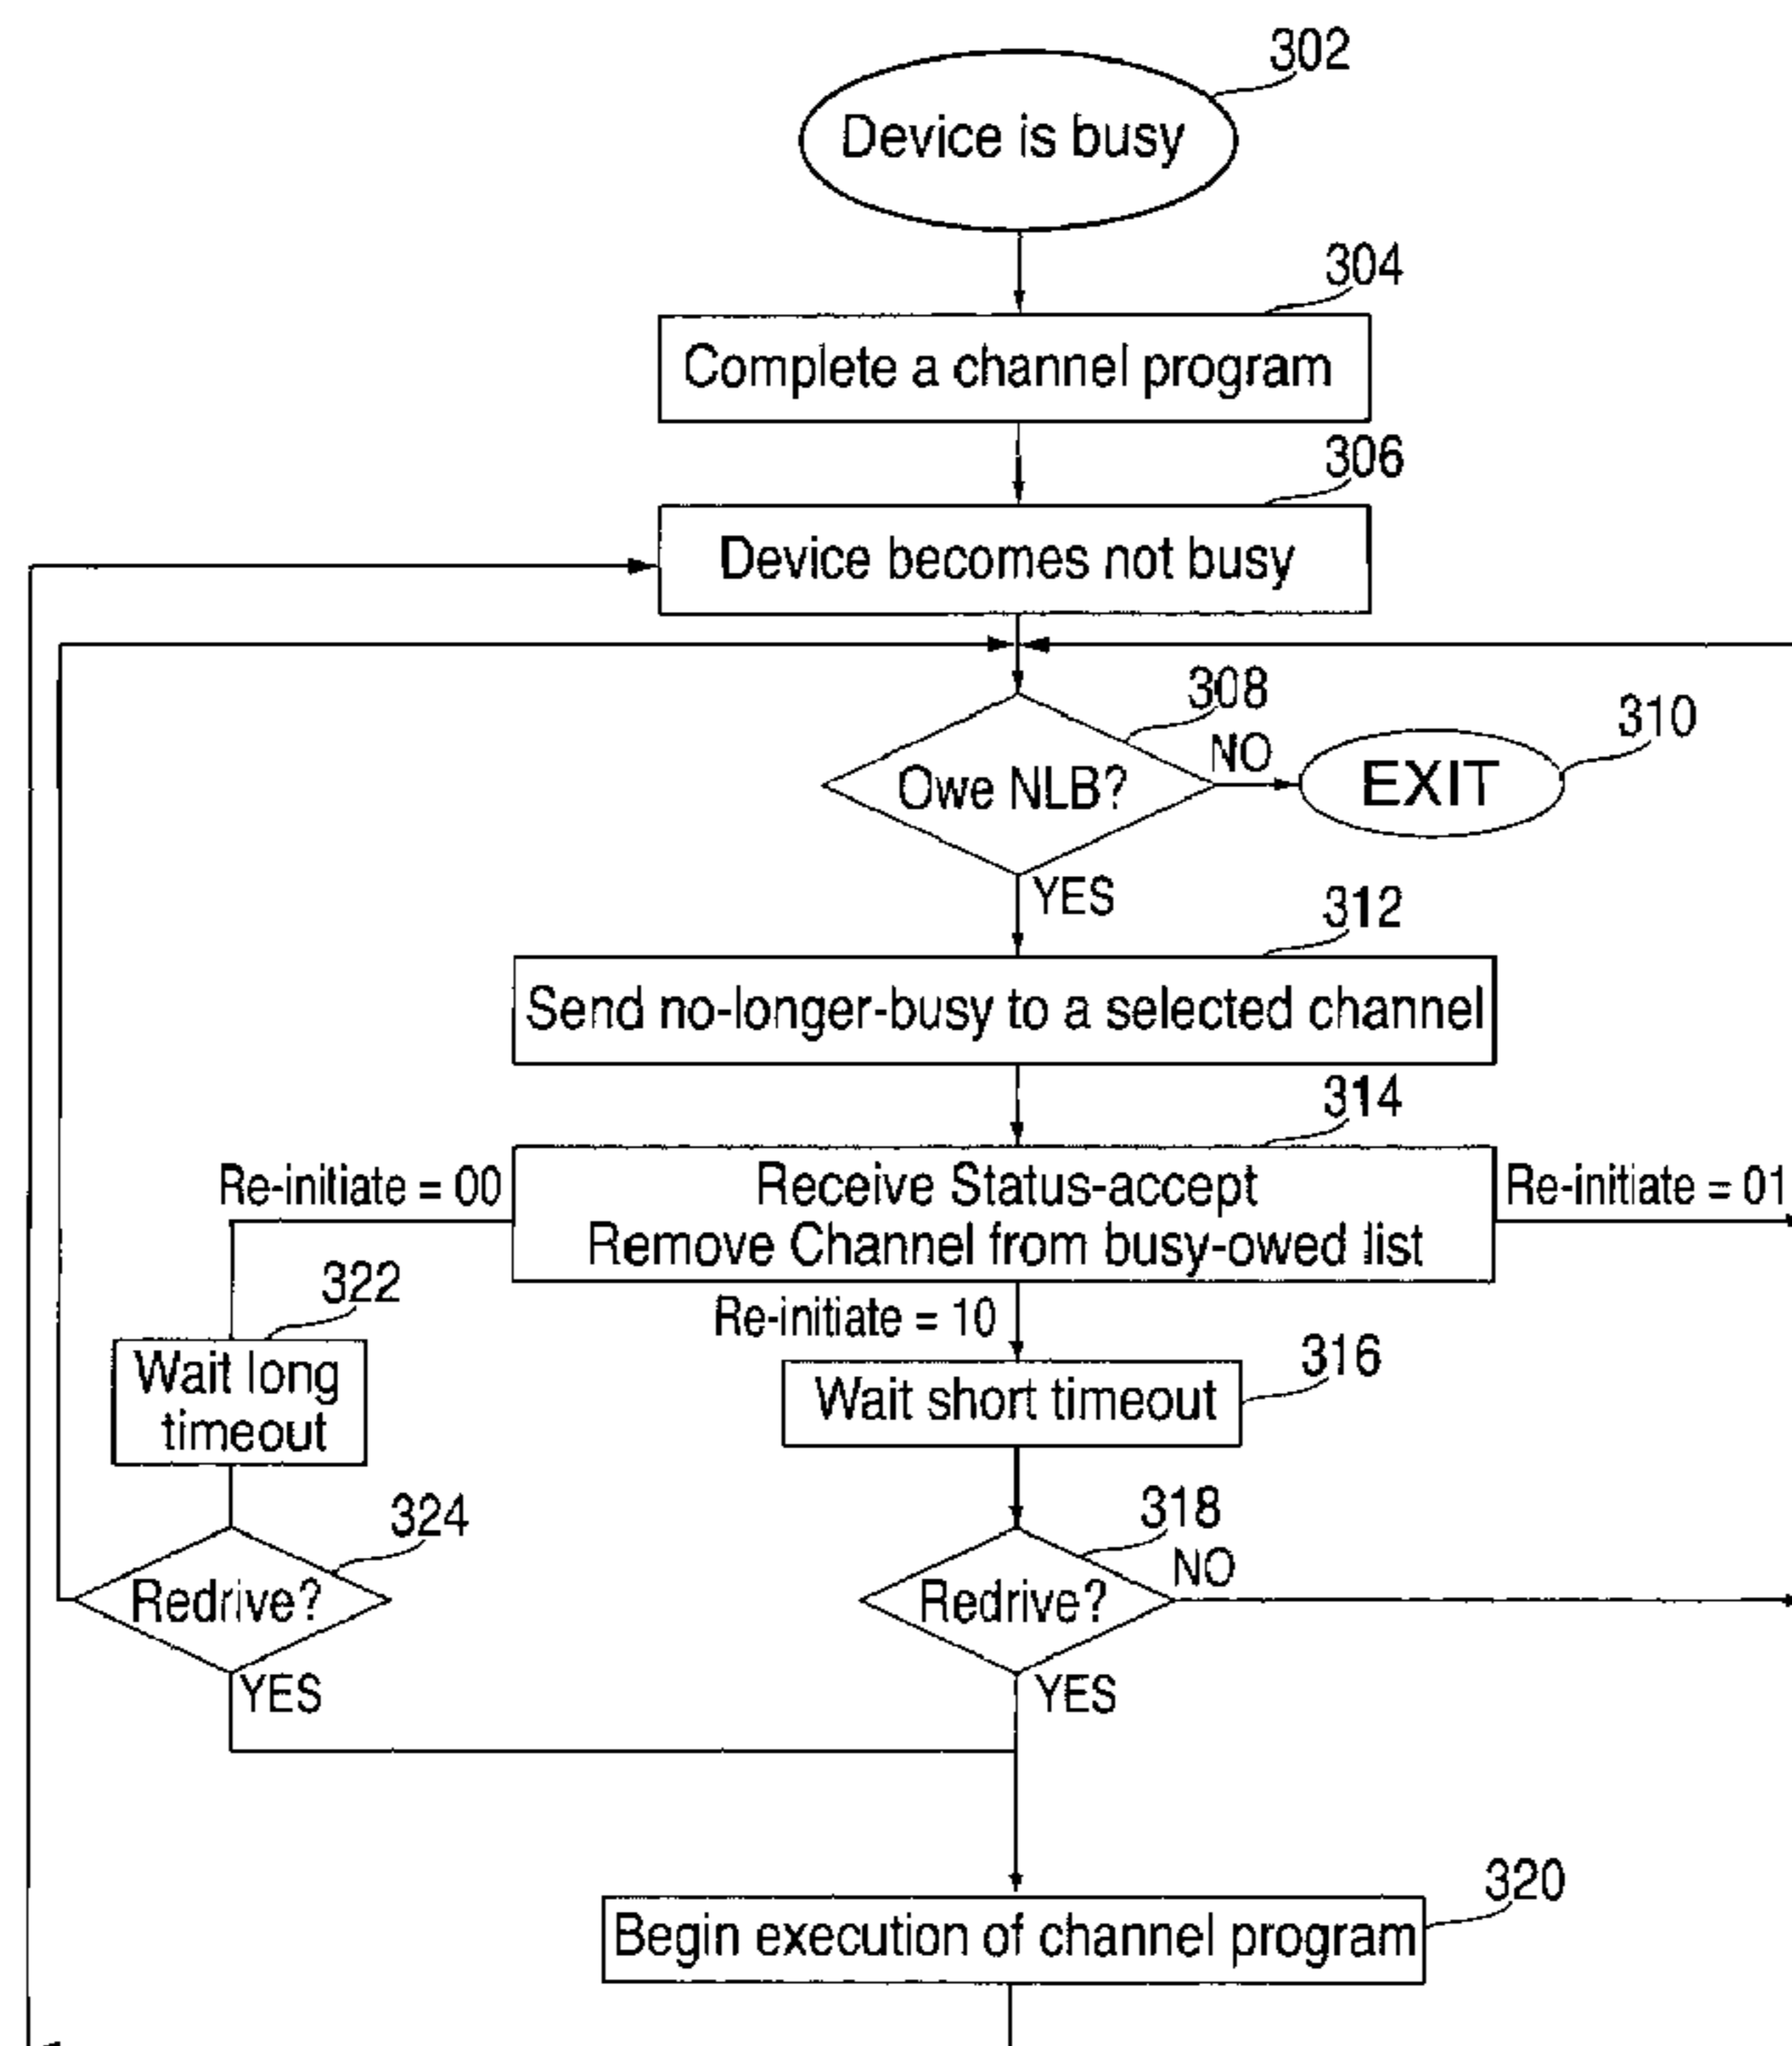 302
Device is busy
304
Complete a channel program
306
Device becomes not busy
308
Owe NLB?
NO
310
EXIT
YES
312
Send no-longer-busy to a selected channel
314
Receive Status-accept
Remove Channel from busy-owed list
Re-initiate = 00
Re-initiate = 01
Re-initiate = 10
322
Wait long
timeout
316
Wait short timeout
324
Redrive?
YES
318
Redrive?
NO
YES
320
Begin execution of channel program